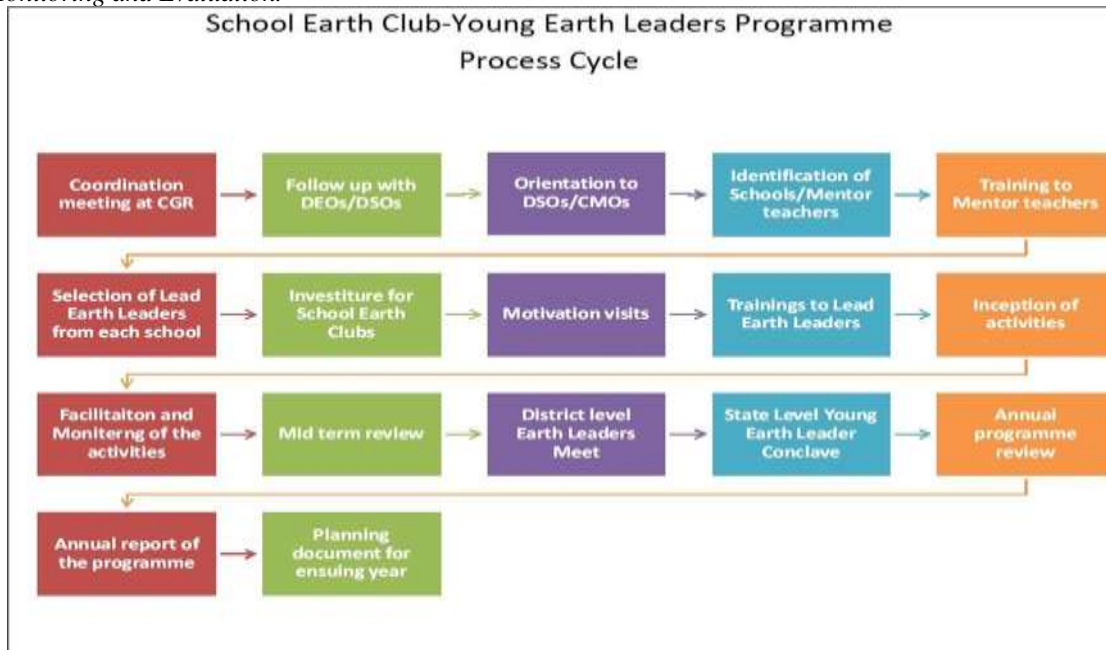 Monitoring and Evaluation.
School Earth Club-Young Earth Leaders Programme
Process Cycle
Coordination
meeting at CGR
Follow up with
DEOs/DSOs
Orientation to
DSOs/CMOs
Identification of
Schools/Mentor
teachers
Training to
Mentor teachers
Selection of Lead
Earth Leaders
from each school
Investiture for
School Earth
Clubs
Motivation visits
Trainings to Lead
Earth Leaders
Inception of
activities
Facilitaiton and
Moniterng of the
activities
Mid term review
District level
Earth Leaders
Meet
State Level Young
Earth Leader
Conclave
Annual
programme
review
Annual report of
the programme
Planning
document for
ensuing year